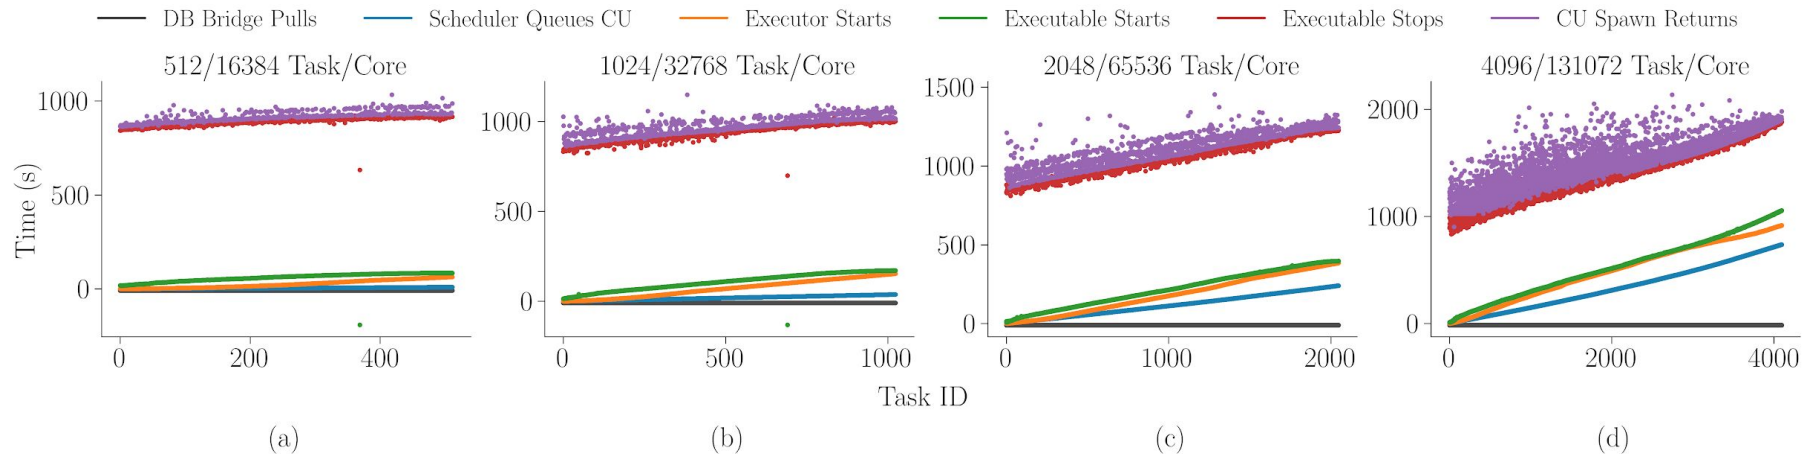 DB Bridge Pulls Scheduler Queues CU Executor Starts Executable Starts Executable Stops CU Spawn Returns
512/16384 Task/Core
1000
500
0
0 200 400
Time (s)
(a)
1024/32768 Task/Core
1000
500
0
0 500 1000
(b)
2048/65536 Task/Core
1500
1000
500
0
0 1000 2000
(c)
4096/131072 Task/Core
2000
1000
0
0 2000 4000
(d)
Task ID